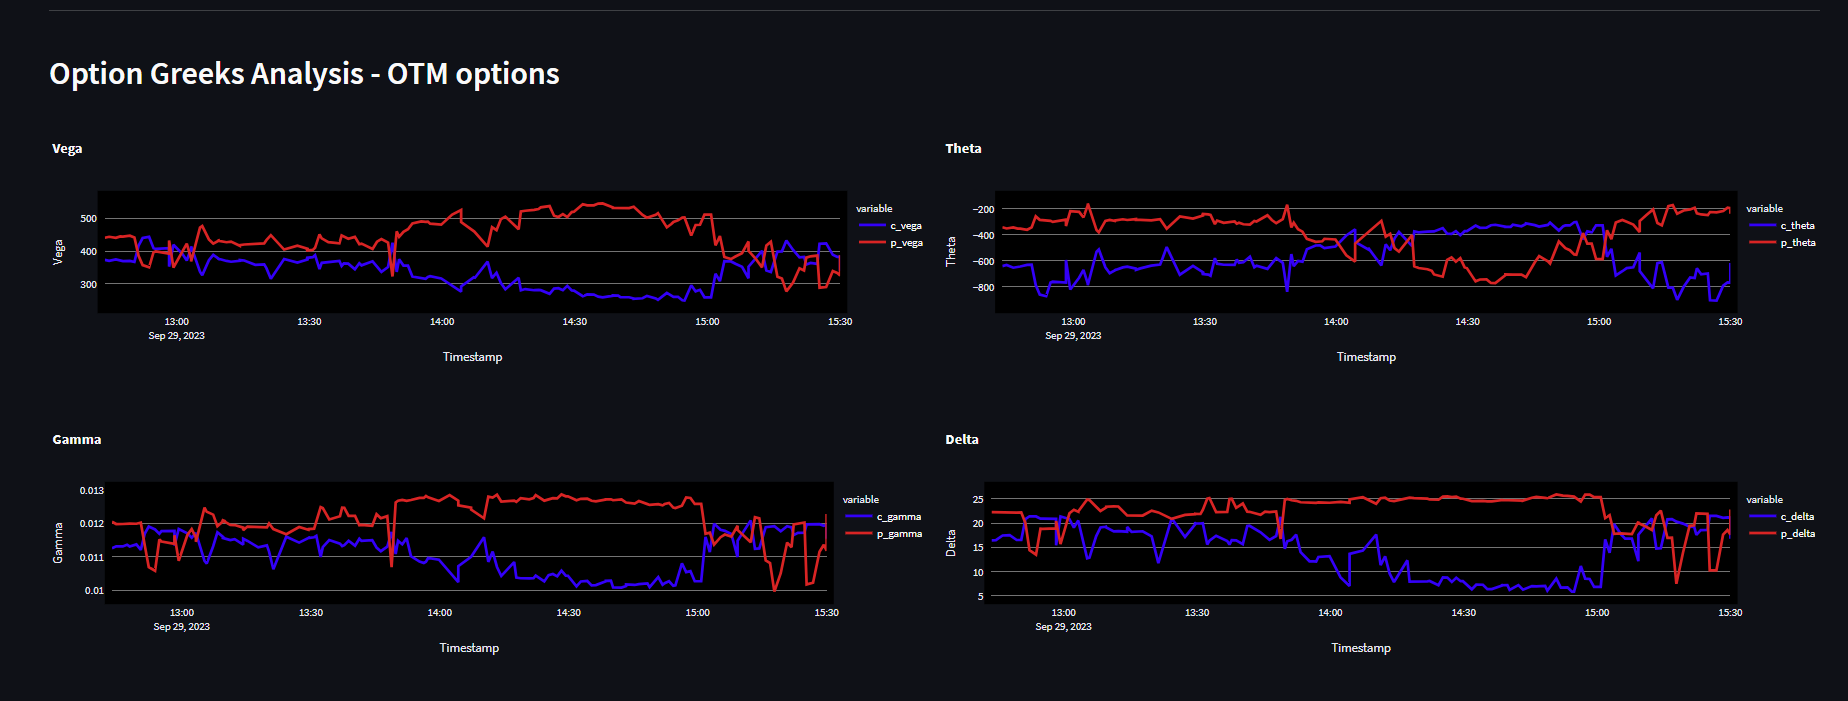 Option Greeks Analysis - OTM options
Vega
Vega
500
400
300
13:00
Sep 29, 2023
13:30
14:00
14:30
15:00
15:30
Timestamp
variable
c_vega
p_vega
Theta
Theta
−200
−400
−600
−800
13:00
Sep 29, 2023
13:30
14:00
14:30
15:00
15:30
Timestamp
variable
c_theta
p_theta
Gamma
Gamma
0.013
0.012
0.011
0.01
13:00
Sep 29, 2023
13:30
14:00
14:30
15:00
15:30
Timestamp
variable
c_gamma
p_gamma
Delta
Delta
25
20
15
10
5
13:00
Sep 29, 2023
13:30
14:00
14:30
15:00
15:30
Timestamp
variable
c_delta
p_delta